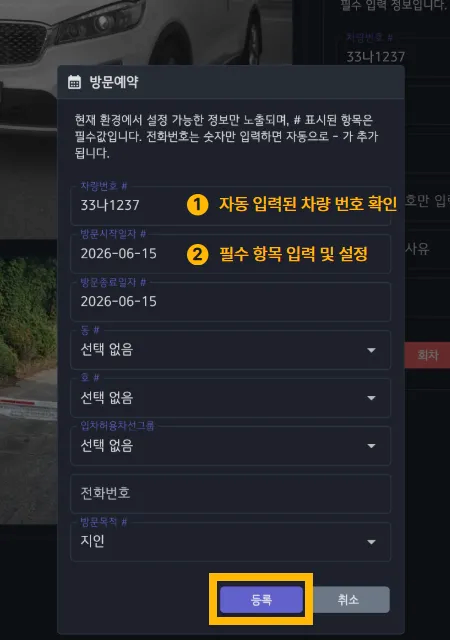 필수 입력 정보입니다.
차량번호 #
33나1237
방문예약
현재 환경에서 설정 가능한 정보만 노출되며, # 표시된 항목은
필수값입니다. 전화번호는 숫자만 입력하면 자동으로 - 가 추가
됩니다.
차량번호 #
33나1237
1 자동 입력된 차량 번호 확인
호만 입력
방문시작일자 #
2026-06-15
2 필수 항목 입력 및 설정
사유
방문종료일자 #
2026-06-15
동 #
선택 없음
회차
호 #
선택 없음
입차허용차선그룹
선택 없음
전화번호
방문목적 #
지인
등록
취소